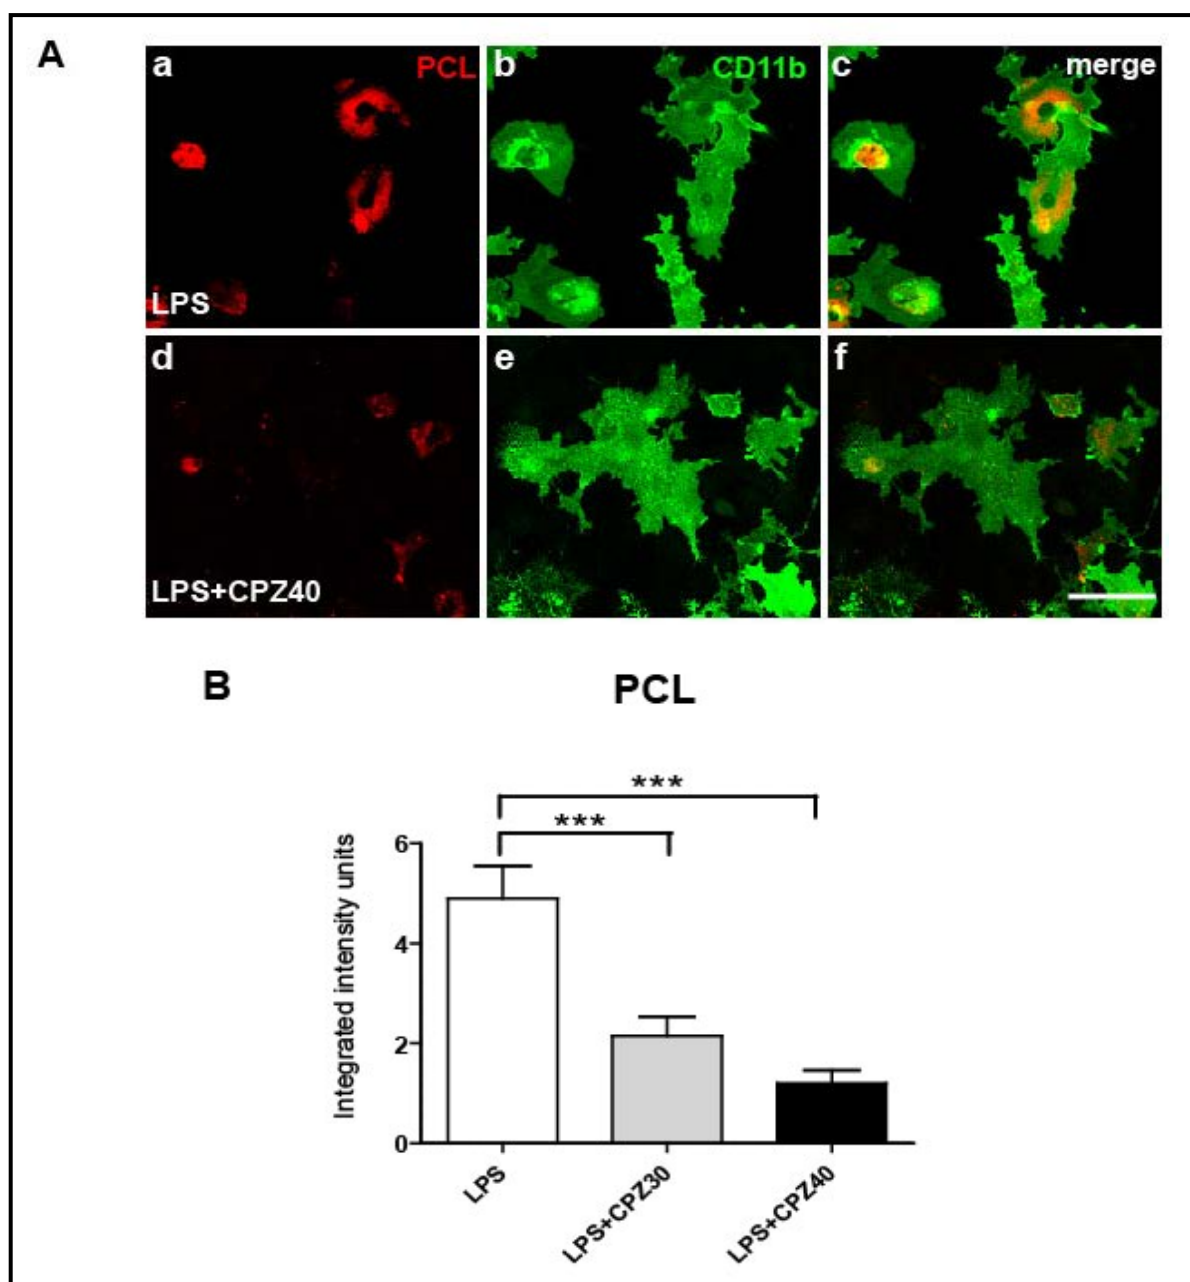 A
a PCL b CD11b c merge
LPS
d e f
LPS+CPZ40
B PCL
***
***
Integrated intensity units
6
4
2
0
LPS
LPS+CPZ30
LPS+CPZ40